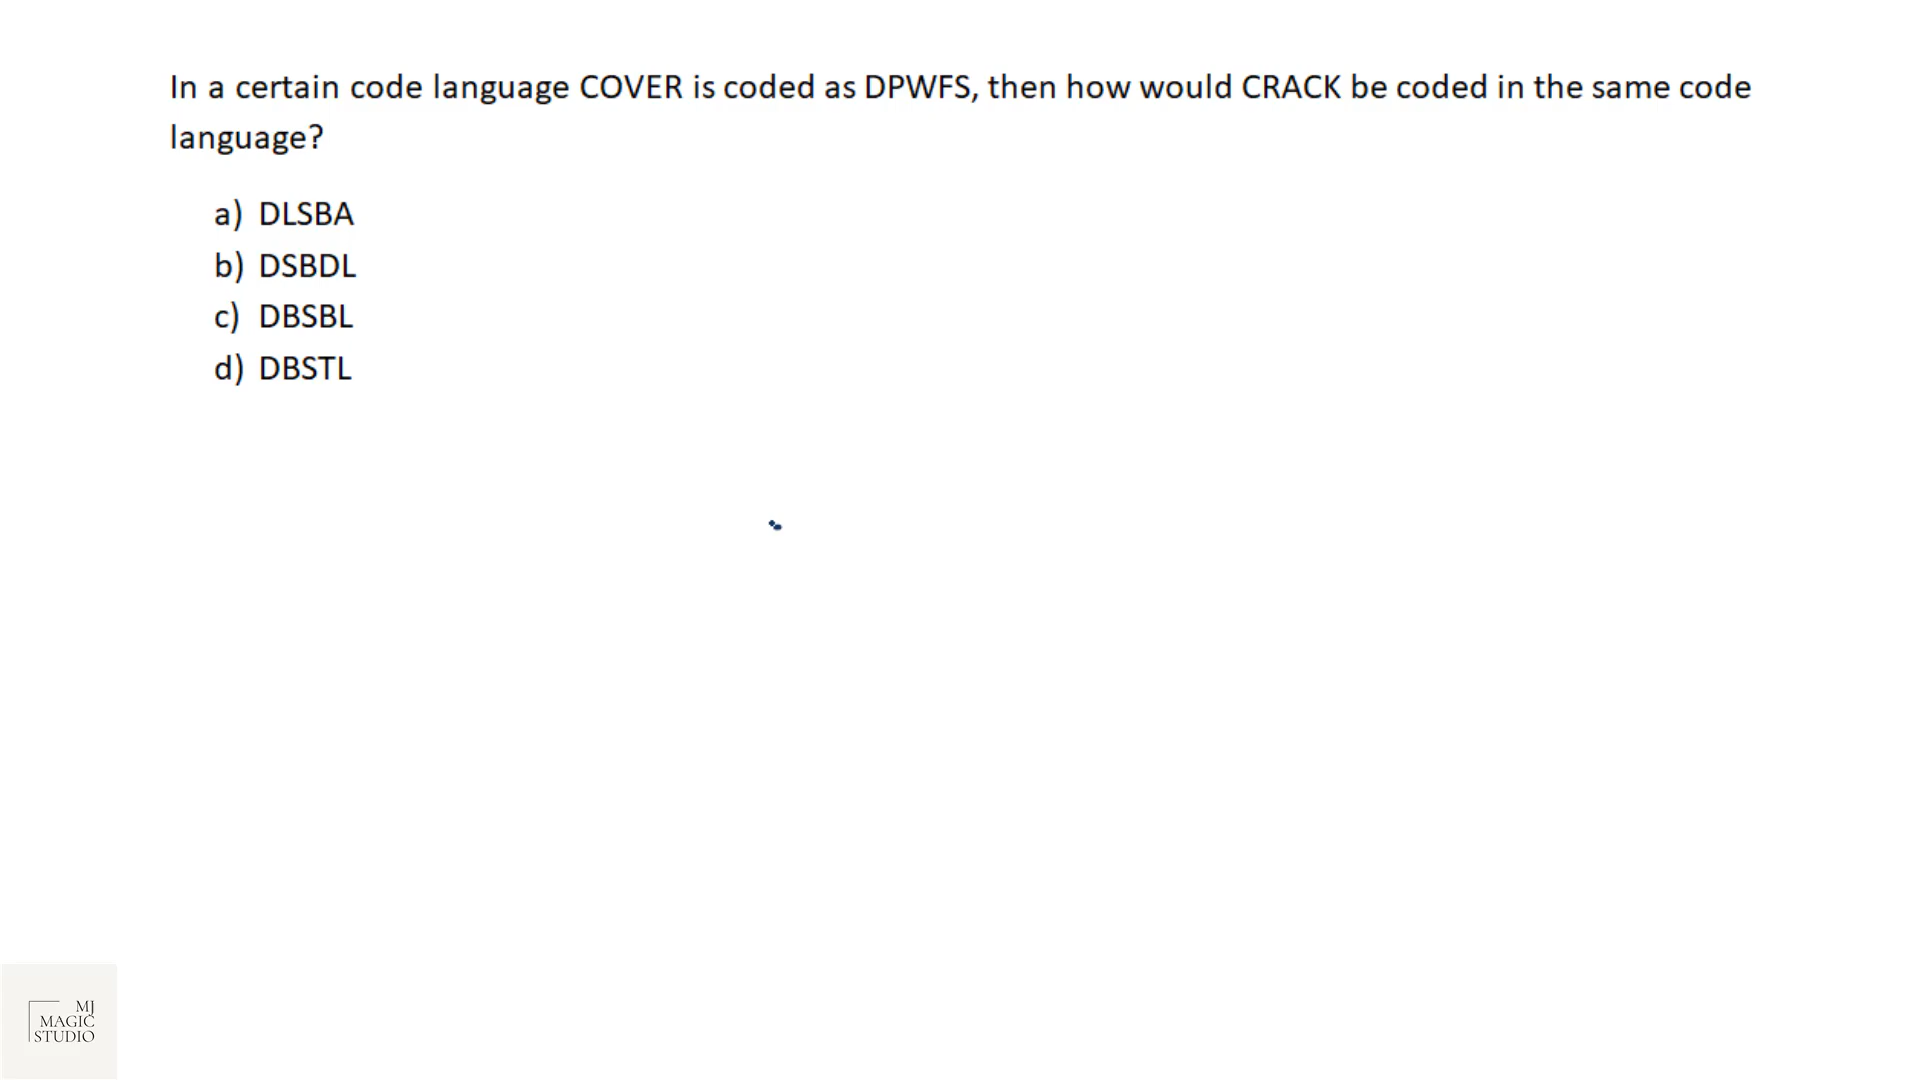 In a certain code language COVER is coded as DPWFS, then how would CRACK be coded in the same code
language?
a) DLSBA
b) DSBDL
c) DBSBL
d) DBSTL
MJ
MAGIC
STUDIO